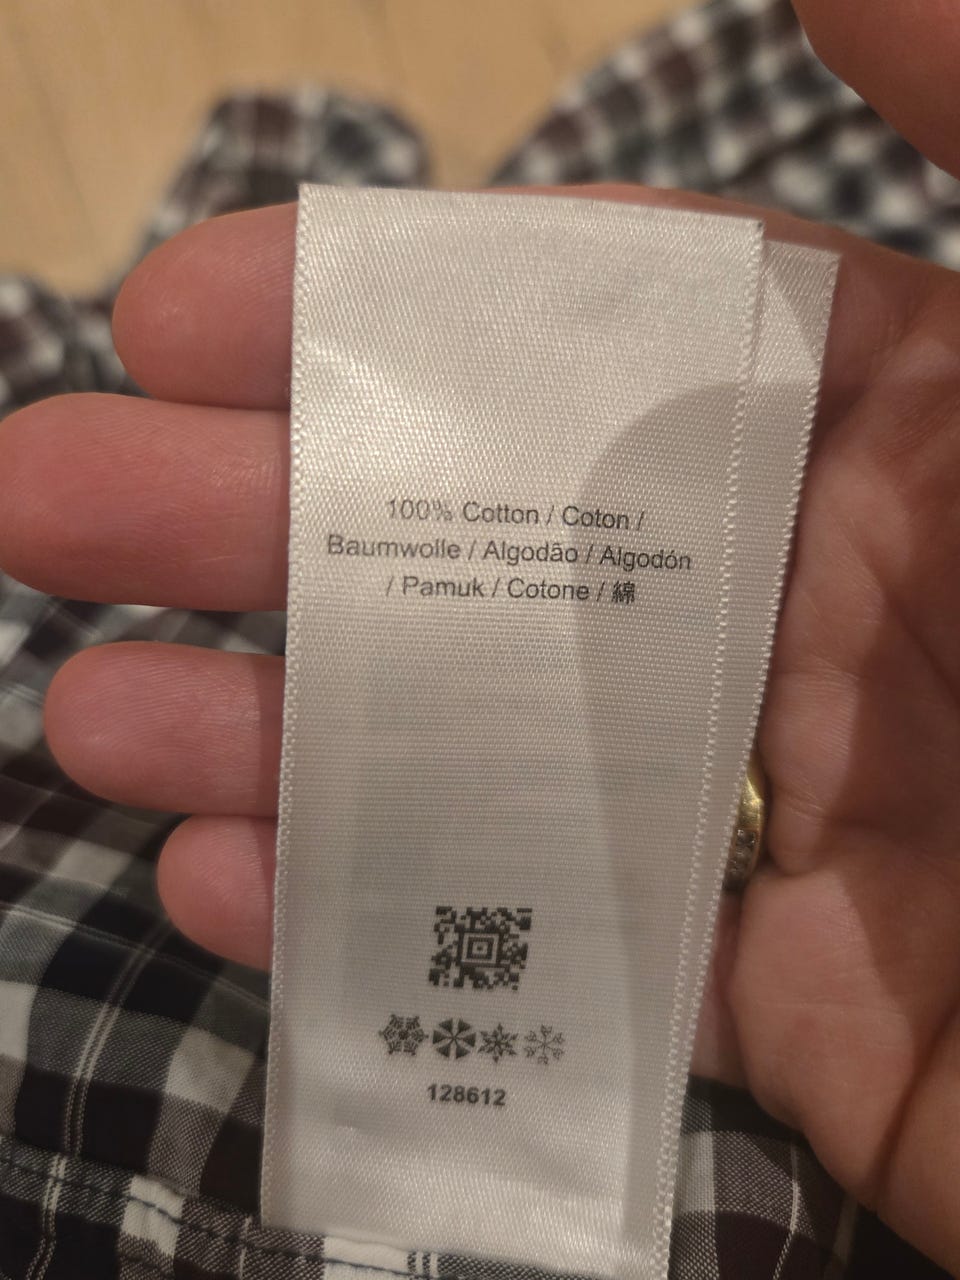 100% Cotton / Coton /
Baumwolle / Algodão / Algodón
/ Pamuk / Cotone / 綿
128612